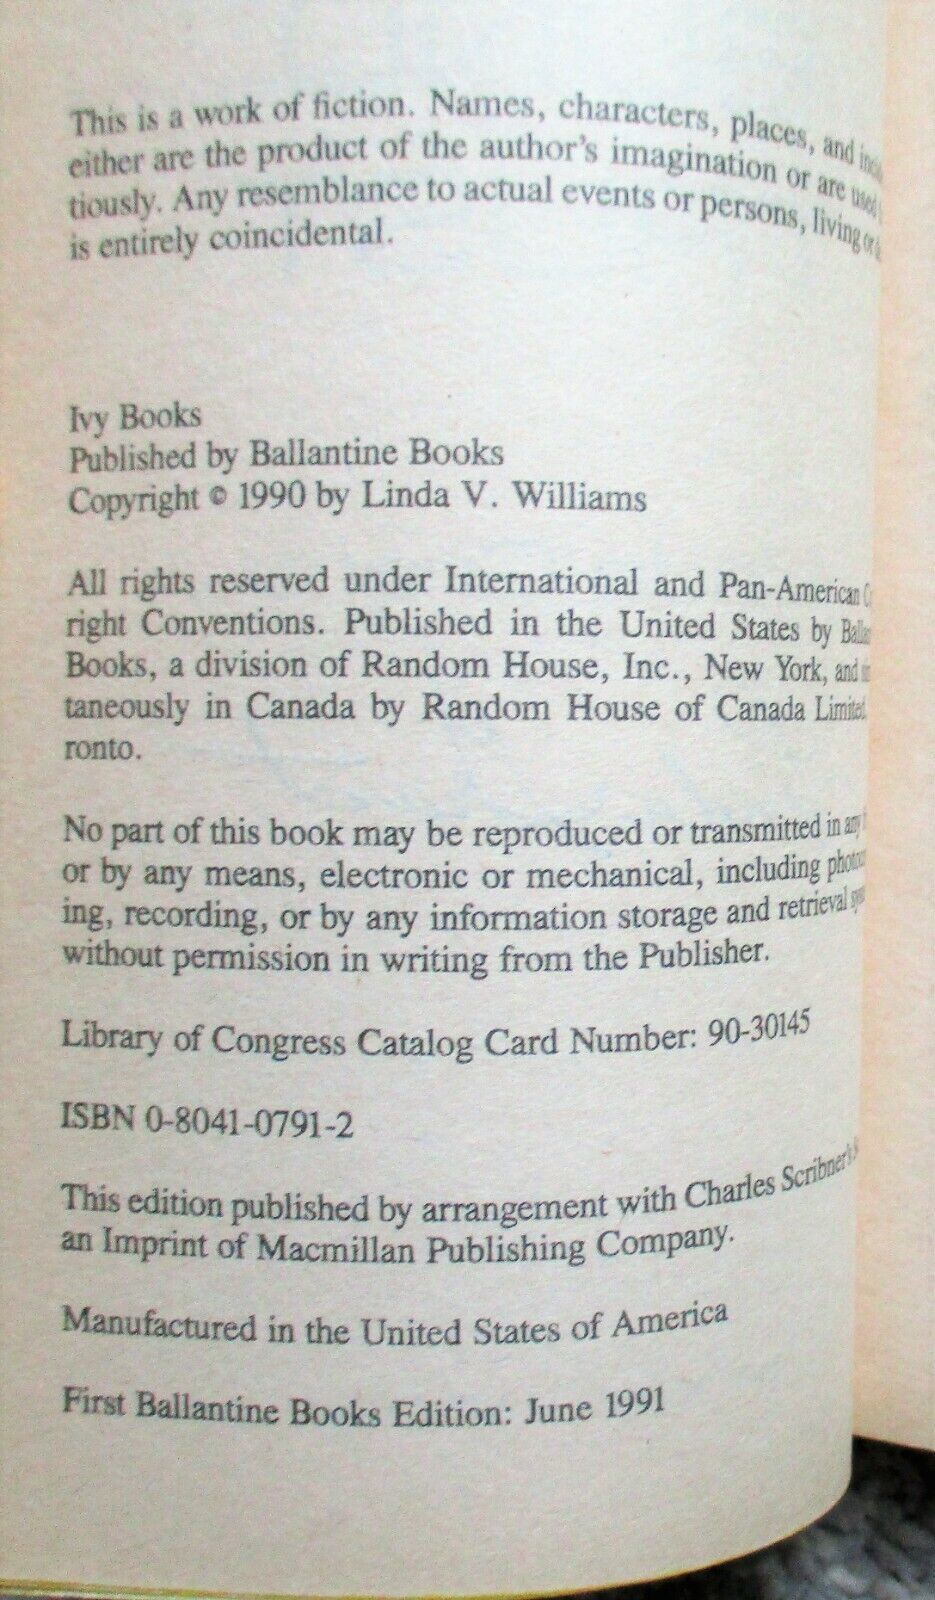 This is a work of fiction. Names, characters, places, and
either are the product of the author's imagination or are used
tiously. Any resemblance to actual events or persons, living or
is entirely coincidental.
Ivy Books
Published by Ballantine Books
Copyright © 1990 by Linda V. Williams
All rights reserved under International and Pan-American
right Conventions. Published in the United States by
Books, a division of Random House, Inc., New York, and
taneously in Canada by Random House of Canada Limited,
ronto.
No part of this book may be reproduced or transmitted in any
or by any means, electronic or mechanical, including
ing, recording, or by any information storage and retrieval
without permission in writing from the Publisher.
Library of Congress Catalog Card Number: 90-30145
ISBN 0-8041-0791-2
This edition published by arrangement with Charles Scribner's
an Imprint of Macmillan Publishing Company.
Manufactured in the United States of America
First Ballantine Books Edition: June 1991